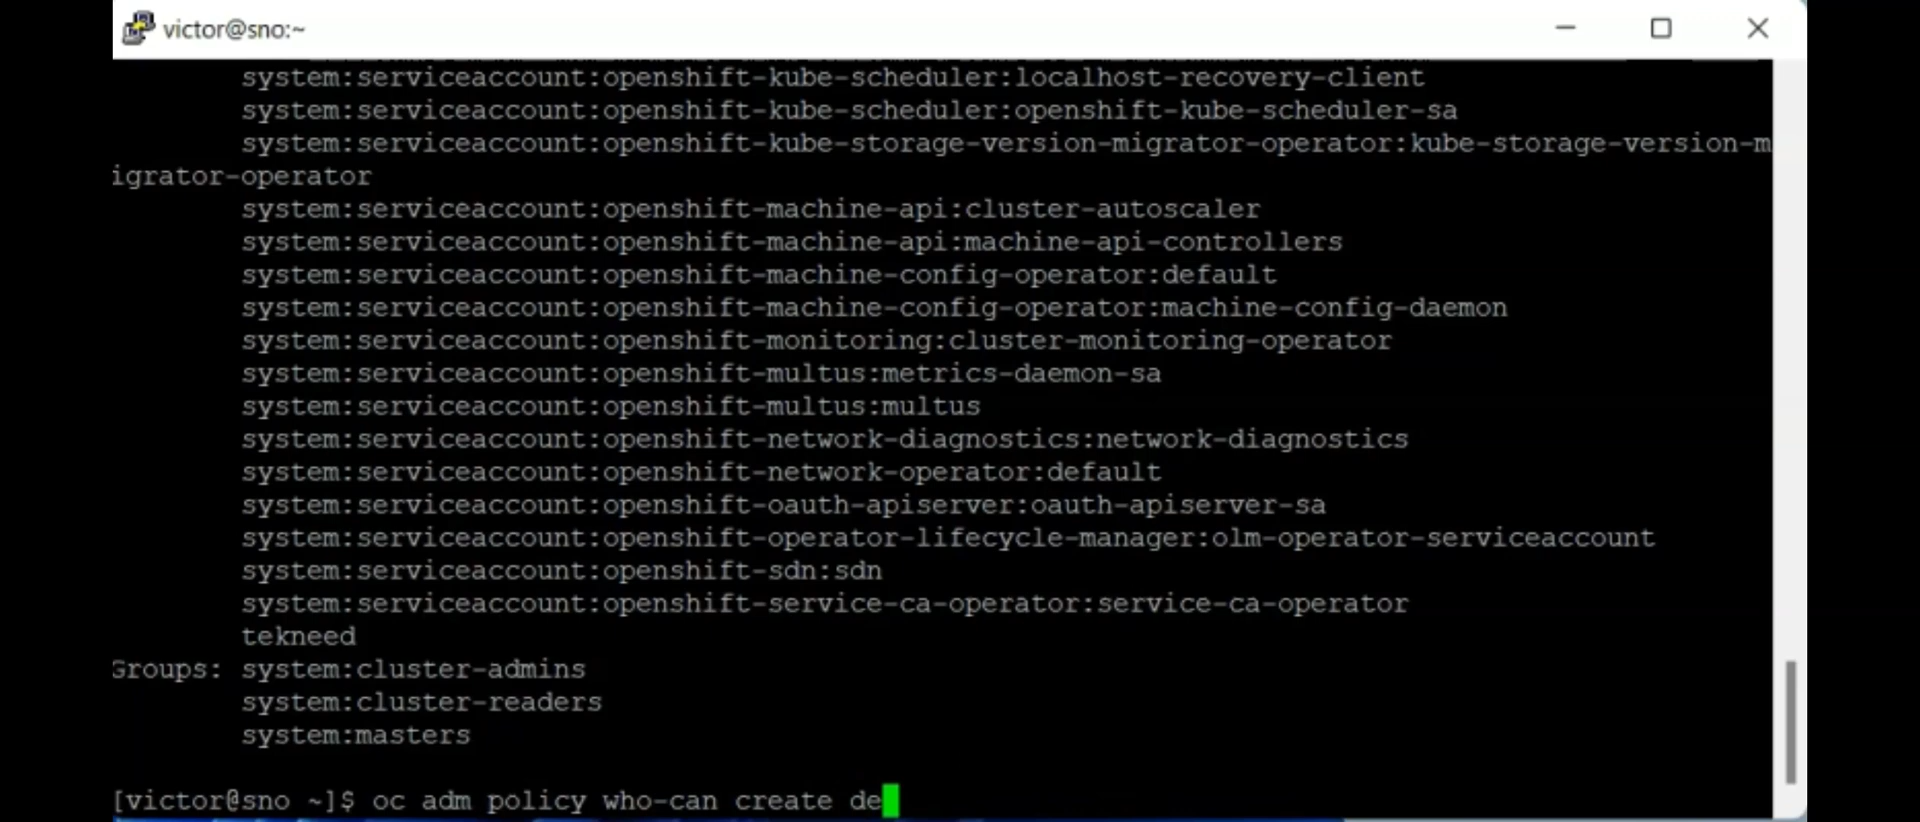 victor@sno:~
system:serviceaccount:openshift-kube-scheduler:localhost-recovery-client
system:serviceaccount:openshift-kube-scheduler:openshift-kube-scheduler-sa
system:serviceaccount:openshift-kube-storage-version-migrator-operator:kube-storage-version-m
igrator-operator
system:serviceaccount:openshift-machine-api:cluster-autoscaler
system:serviceaccount:openshift-machine-api:machine-api-controllers
system:serviceaccount:openshift-machine-config-operator:default
system:serviceaccount:openshift-machine-config-operator:machine-config-daemon
system:serviceaccount:openshift-monitoring:cluster-monitoring-operator
system:serviceaccount:openshift-multus:metrics-daemon-sa
system:serviceaccount:openshift-multus:multus
system:serviceaccount:openshift-network-diagnostics:network-diagnostics
system:serviceaccount:openshift-network-operator:default
system:serviceaccount:openshift-oauth-apiserver:oauth-apiserver-sa
system:serviceaccount:openshift-operator-lifecycle-manager:olm-operator-serviceaccount
system:serviceaccount:openshift-sdn:sdn
system:serviceaccount:openshift-service-ca-operator:service-ca-operator
tekneed
Groups: system:cluster-admins
system:cluster-readers
system:masters
[victor@sno ~]$ oc adm policy who-can create de